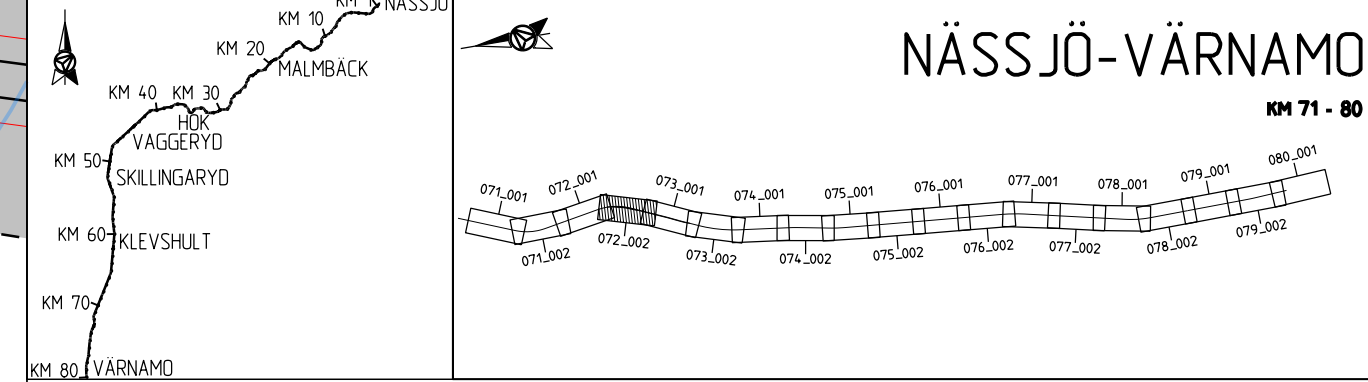 KM 1 NÄSSJÖ
KM 10
KM 20
MALMBÄCK
KM 40 KM 30
HOK
VAGGERYD
KM 50
SKILLINGARYD
KM 60 KLEVSHULT
KM 70
KM 80 VÄRNAMO
NÄSSJÖ-VÄRNAMO
KM 71 - 80
071_001
072_001
073_001
074_001
075_001
076_001
077_001
078_001
079_001
080_001
071_002
072_002
073_002
074_002
075_002
076_002
077_002
078_002
079_002